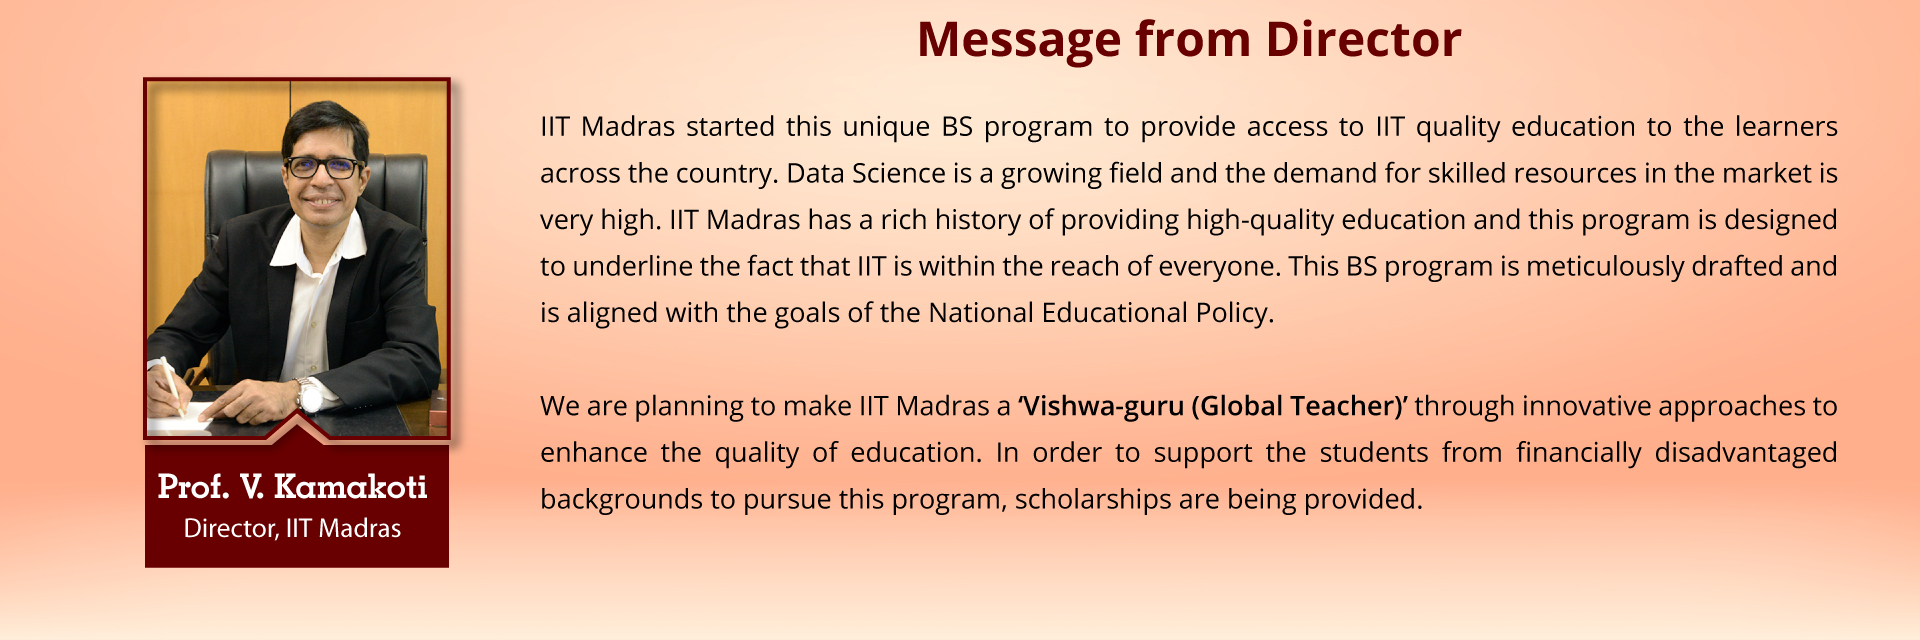 Message from Director
IIT Madras started this unique BS program to provide access to IIT quality education to the learners
across the country. Data Science is a growing field and the demand for skilled resources in the market is
very high. IIT Madras has a rich history of providing high-quality education and this program is designed
to underline the fact that IIT is within the reach of everyone. This BS program is meticulously drafted and
is aligned with the goals of the National Educational Policy.
We are planning to make IIT Madras a ‘Vishwa-guru (Global Teacher)’ through innovative approaches to
enhance the quality of education. In order to support the students from financially disadvantaged
backgrounds to pursue this program, scholarships are being provided.
Prof. V. Kamakoti
Director, IIT Madras